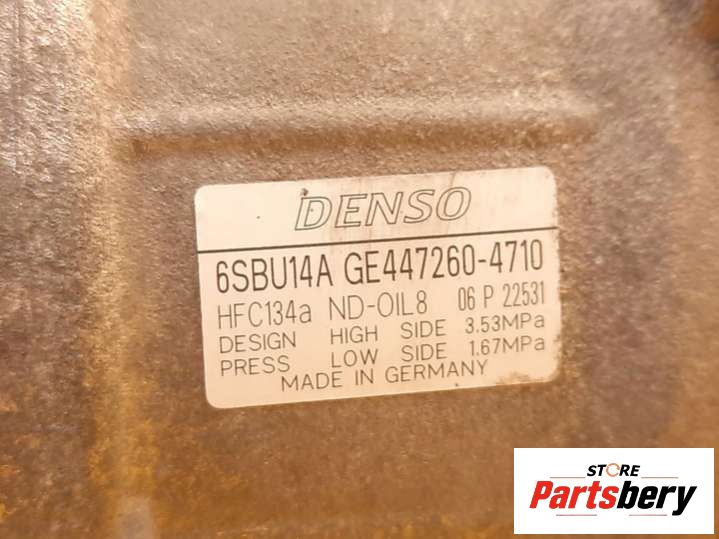 DENSO
6SBU14A GE447260-4710
HFC134a ND-OIL8 06 P 22531
DESIGN HIGH SIDE 3.53MPa
PRESS LOW SIDE 1.67MPa
MADE IN GERMANY
STORE
Partsbery